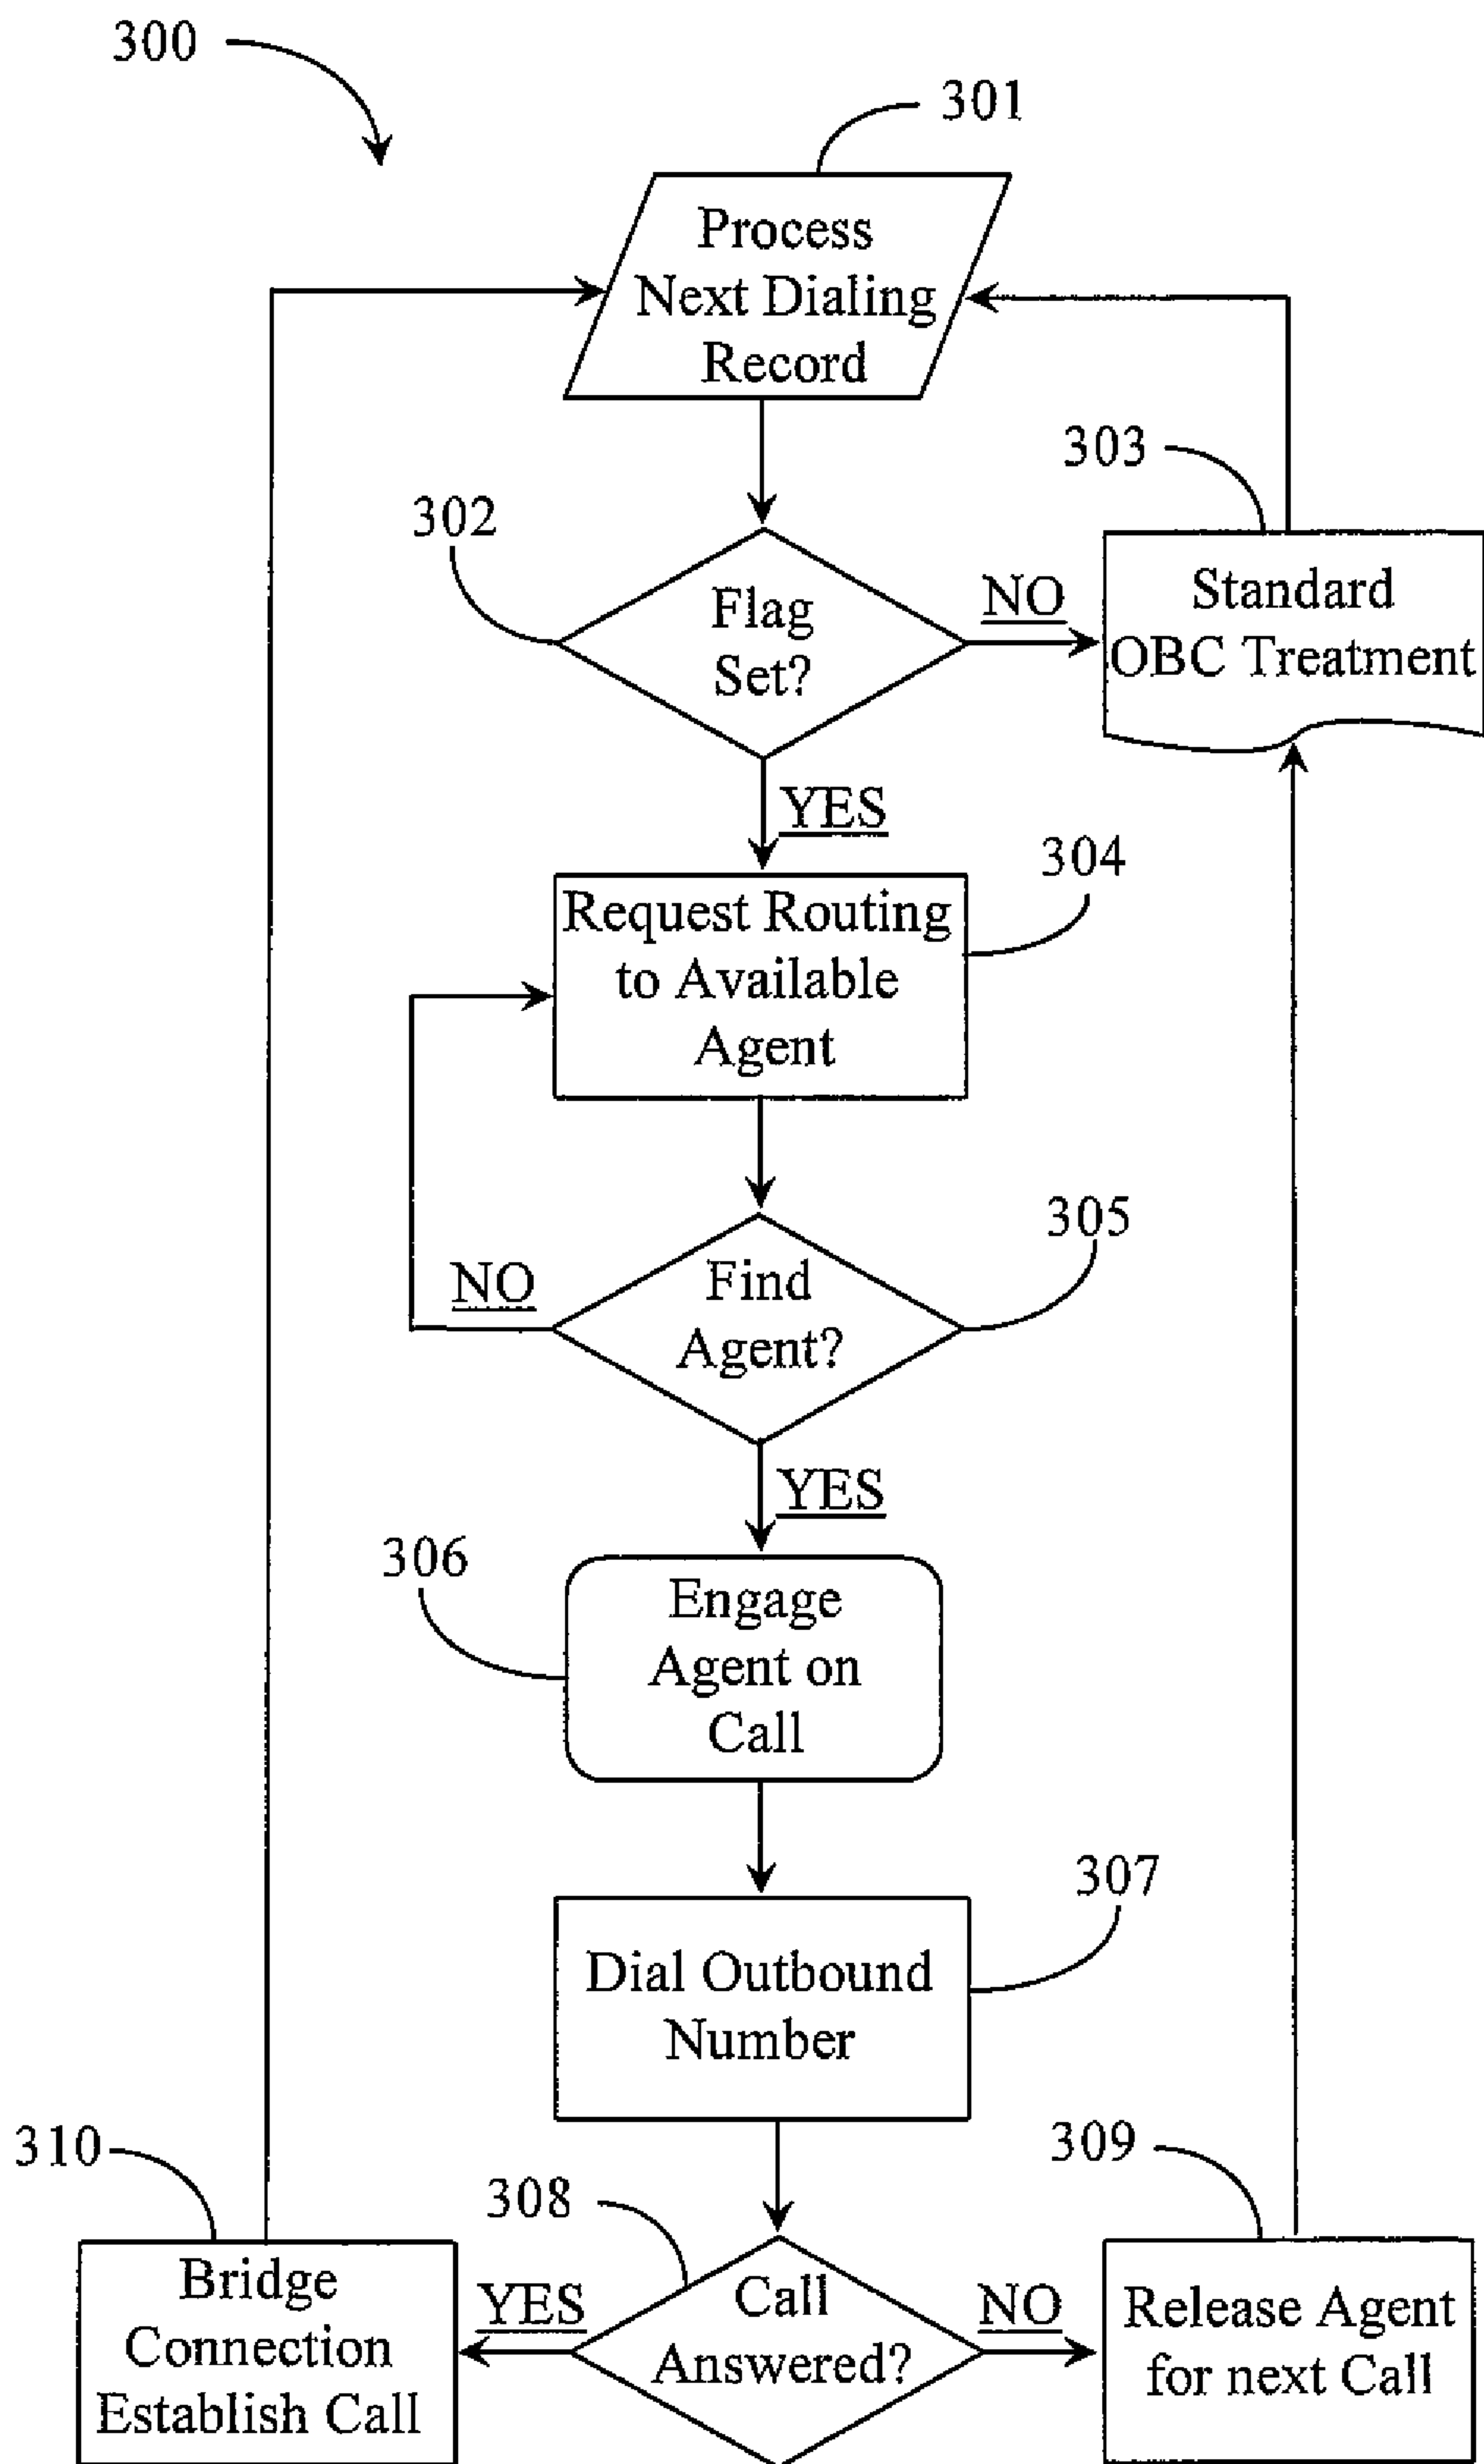 300
301
Process
Next Dialing
Record
303
302
Flag
Set?
NO
Standard
OBC Treatment
YES
304
Request Routing
to Available
Agent
305
NO
Find
Agent?
YES
306
Engage
Agent on
Call
307
Dial Outbound
Number
310
308
309
Bridge
Connection
Establish Call
YES
Call
Answered?
NO
Release Agent
for next Call